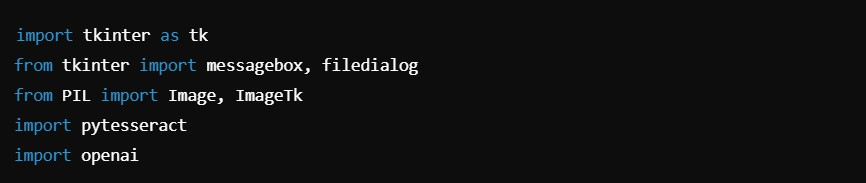 import tkinter as tk
from tkinter import messagebox, filedialog
from PIL import Image, ImageTk
import pytesseract
import openai